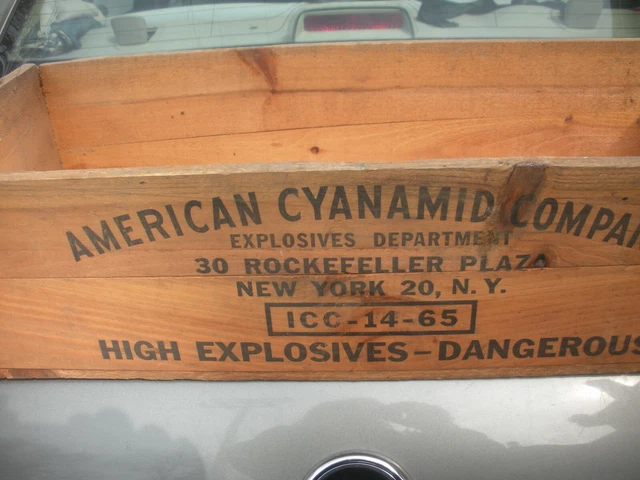 AMERICAN CYANAMID COMPA
EXPLOSIVES DEPARTMENT
30 ROCKEFELLER PLAZA
NEW YORK 20, N. Y.
ICC-14-65
HIGH EXPLOSIVES-DANGEROUS